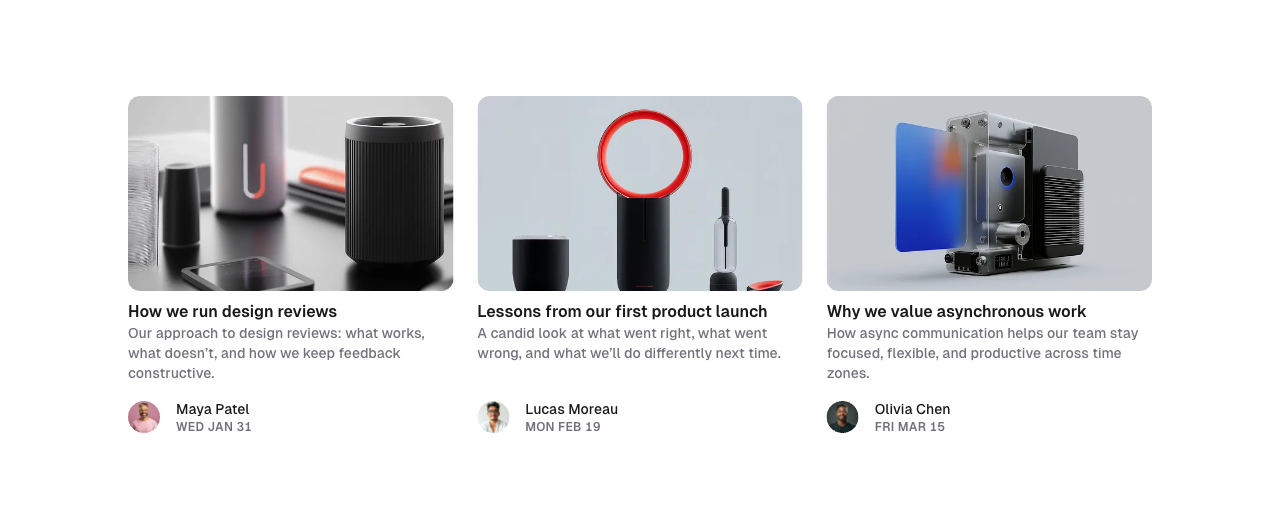 How we run design reviews
Our approach to design reviews: what works,
what doesn’t, and how we keep feedback
constructive.
Maya Patel
WED JAN 31
Lessons from our first product launch
A candid look at what went right, what went
wrong, and what we’ll do differently next time.
Lucas Moreau
MON FEB 19
Why we value asynchronous work
How async communication helps our team stay
focused, flexible, and productive across time
zones.
Olivia Chen
FRI MAR 15